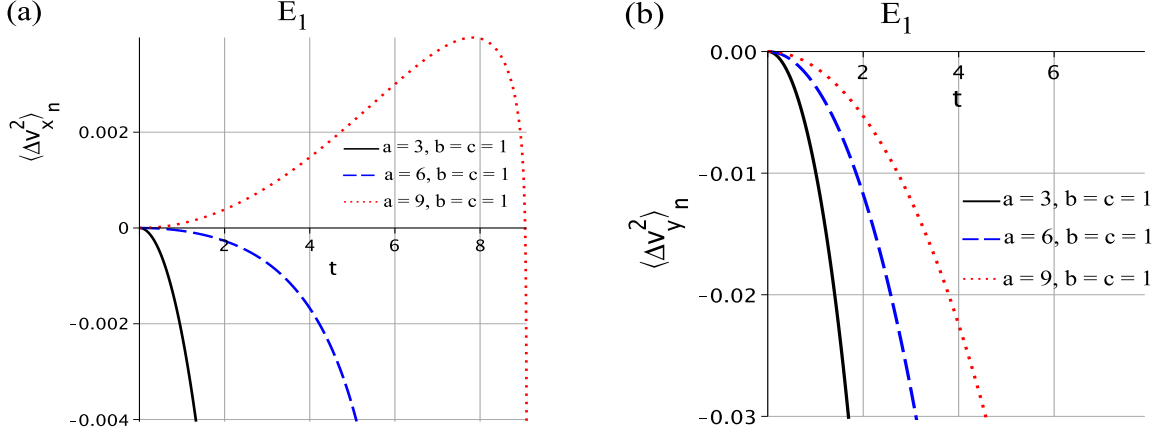 (a)
E1
⟨Δv²x⟩n
0.002
0
-0.002
-0.004
2
4
6
8
t
a = 3, b = c = 1
a = 6, b = c = 1
a = 9, b = c = 1
(b)
E1
⟨Δv²y⟩n
0.00
-0.01
-0.02
-0.03
2
4
6
t
a = 3, b = c = 1
a = 6, b = c = 1
a = 9, b = c = 1